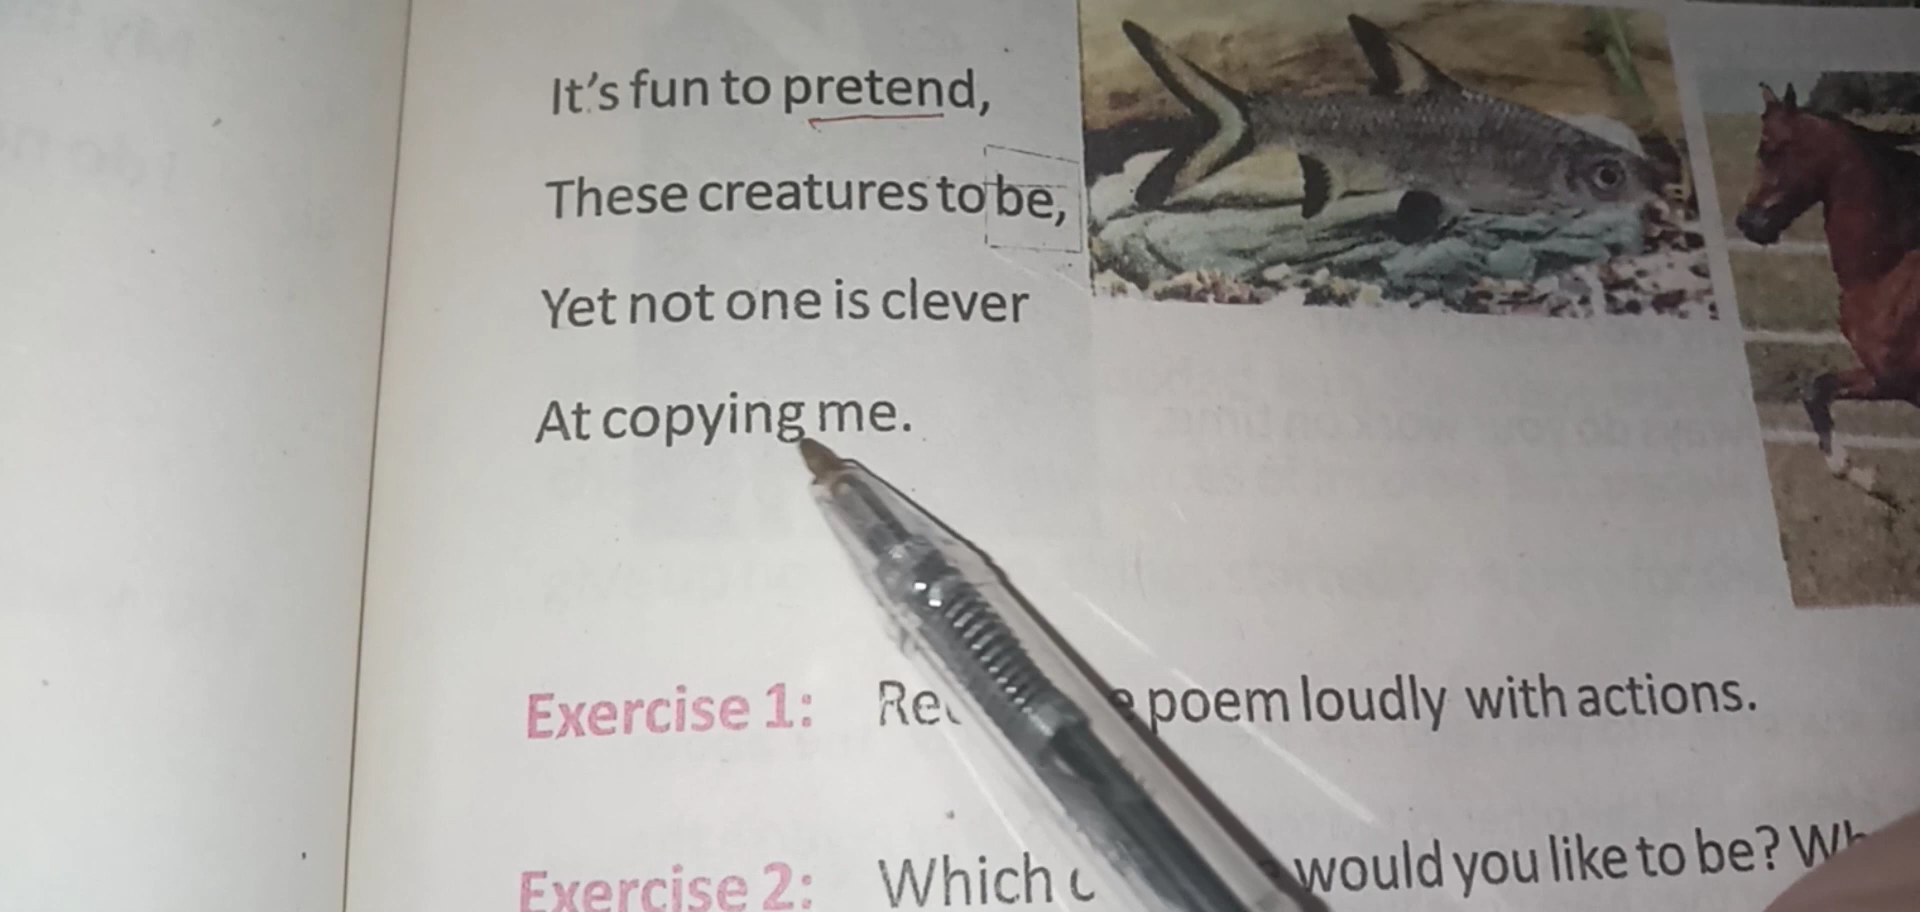 It's fun to pretend,
These creatures to be,
Yet not one is clever
At copying me.
Exercise 1: poem loudly with actions.
Exercise 2: Which would you like to be?